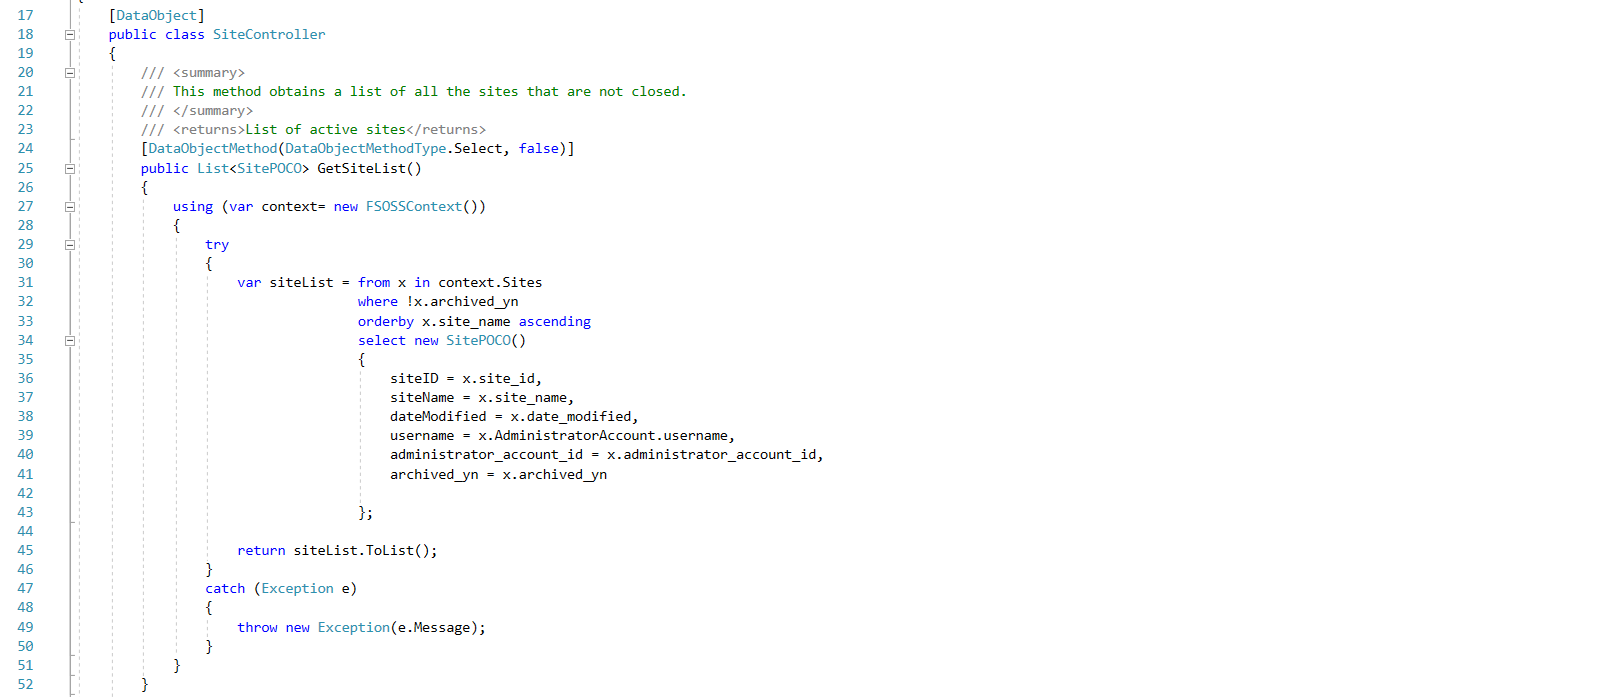 17 [DataObject]
18 public class SiteController
19 {
20 /// <summary>
21 /// This method obtains a list of all the sites that are not closed.
22 /// </summary>
23 /// <returns>List of active sites</returns>
24 [DataObjectMethod(DataObjectMethodType.Select, false)]
25 public List<SitePOCO> GetSiteList()
26 {
27 using (var context= new FSOSSContext())
28 {
29 try
30 {
31 var siteList = from x in context.Sites
32 where !x.archived_yn
33 orderby x.site_name ascending
34 select new SitePOCO()
35 {
36 siteID = x.site_id,
37 siteName = x.site_name,
38 dateModified = x.date_modified,
39 username = x.AdministratorAccount.username,
40 administrator_account_id = x.administrator_account_id,
41 archived_yn = x.archived_yn
42
43 };
44
45 return siteList.ToList();
46 }
47 catch (Exception e)
48 {
49 throw new Exception(e.Message);
50 }
51 }
52 }